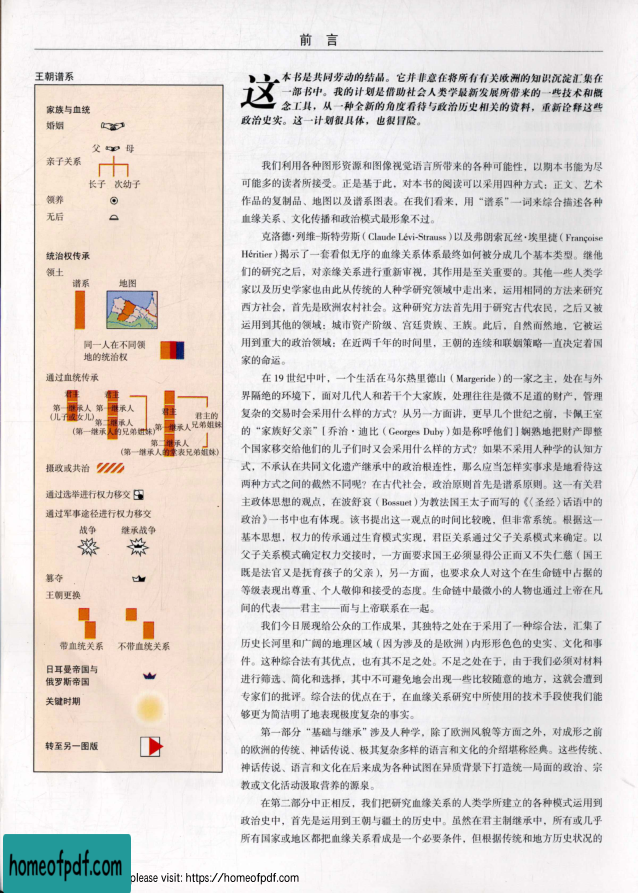 前 言
王朝谱系
家族与血统
婚姻
父 母
亲子关系
长子 次幼子
领养
无后
统治权传承
领土
谱系 地图
同一人在不同领
地的统治权
通过血统传承
君主 君主 君主 君主的
兄弟姐妹
第一继承人
(儿子或女儿)
第一继承人
第二继承人
(第一继承人的兄弟姐妹)
第一继承人
第二继承人
(第一继承人的堂表兄弟姐妹)
摄政或共治
通过选举进行权力移交
通过军事途径进行权力移交
战争 继承战争
篡夺
王朝更换
带血统关系 不带血统关系
日耳曼帝国与
俄罗斯帝国
关键时期
转至另一图版
这本书是共同劳动的结晶。它并非意在将所有有关欧洲的知识沉淀汇集在
一部书中。我的计划是借助社会人类学最新发展所带来的一些技术和概
念工具，从一种全新的角度看待与政治历史相关的资料，重新诠释这些
政治史实。这一计划很具体，也很冒险。
我们利用各种图形资源和图像视觉语言所带来的各种可能性，以期本书能为尽
可能多的读者所接受。正是基于此，对本书的阅读可以采用四种方式：正文、艺术
作品的复制品、地图以及谱系图表。在我们看来，用“谱系”一词来综合描述各种
血缘关系、文化传播和政治模式最形象不过。
克洛德·列维-斯特劳斯（Claude Lévi-Strauss）以及弗朗索瓦丝·埃里捷（Françoise
Héritier）揭示了一套看似无序的血缘关系体系最终如何被分成几个基本类型。继他
们的研究之后，对亲缘关系进行重新审视，其作用是至关重要的。其他一些人类学
家以及历史学家也由此从传统的人种学研究领域中走出来，运用相同的方法来研究
西方社会，首先是欧洲农村社会。这种研究方法首先用于研究古代农民，之后又被
运用到其他的领域：城市资产阶级、宫廷贵族、王族。此后，自然而然地，它被运
用到重大的政治领域：在近两千年的时间里，王朝的连续和联姻策略一直决定着国
家的命运。
在 19 世纪中叶，一个生活在马尔热里德山（Margeride）的一家之主，处在与外
界隔绝的环境下，面对几代人和若干个大家族，处理往往是微不足道的财产，管理
复杂的交易时会采用什么样的方式？从另一方面讲，更早几个世纪之前，卡佩王室
的“家族好父亲”［乔治·迪比（Georges Duby）如是称呼他们］娴熟地把财产即整
个国家移交给他们的儿子们时又会采用什么样的方式？如果不采用人种学的认知方
式，不承认在共同文化遗产继承中的政治根连性，那么应当怎样实事求是地看待这
两种方式之间的截然不同呢？在古代社会，政治原则首先是谱系原则。这一有关君
主政体思想的观点，在波舒哀（Bossuet）为教法国王太子而写的《〈圣经〉话语中的
政治》一书中也有体现。该书提出这一观点的时间比较晚，但非常系统。根据这一
基本思想，权力的传承通过生育模式实现，君臣关系通过父子关系模式来确定。以
父子关系模式确定权力交接时，一方面要求国王必须显得公正而又不失仁慈（国王
既是法官又是抚育孩子的父亲），另一方面，也要求众人对这个在生命链中占据的
等级表现出尊重、个人敬仰和接受的态度。生命链中最微小的人物也通过上帝在凡
间的代表——君主——而与上帝联系在一起。
我们今日展现给公众的工作成果，其独特之处在于采用了一种综合法，汇集了
历史长河里和广阔的地理区域（因为涉及的是欧洲）内形形色色的史实、文化和事
件。这种综合法有其优点，也有其不足之处。不足之处在于，由于我们必须对材料
进行筛选、简化和选择，其中不可避免地会出现一些比较随意的地方，这就会遭到
专家们的批评。综合法的优点在于，在血缘关系研究中所使用的技术手段使我们能
够更为简洁明了地表现极度复杂的事实。
第一部分“基础与继承”涉及人种学，除了欧洲风貌等方面之外，对成形之前
的欧洲的传统、神话传说、极其复杂多样的语言和文化的介绍堪称经典。这些传统、
神话传说、语言和文化在后来成为各种试图在异质背景下打造统一局面的政治、宗
教或文化活动汲取营养的源泉。
在第二部分中正相反，我们把研究血缘关系的人类学所建立的各种模式运用到
政治史中，首先是运用到王朝与疆土的历史中。虽然在君主制继承中，所有或几乎
所有国家或地区都把血缘关系看成是一个必要条件，但根据传统和地方历史状况的
homeofpdf.com
please visit: https://homeofpdf.com